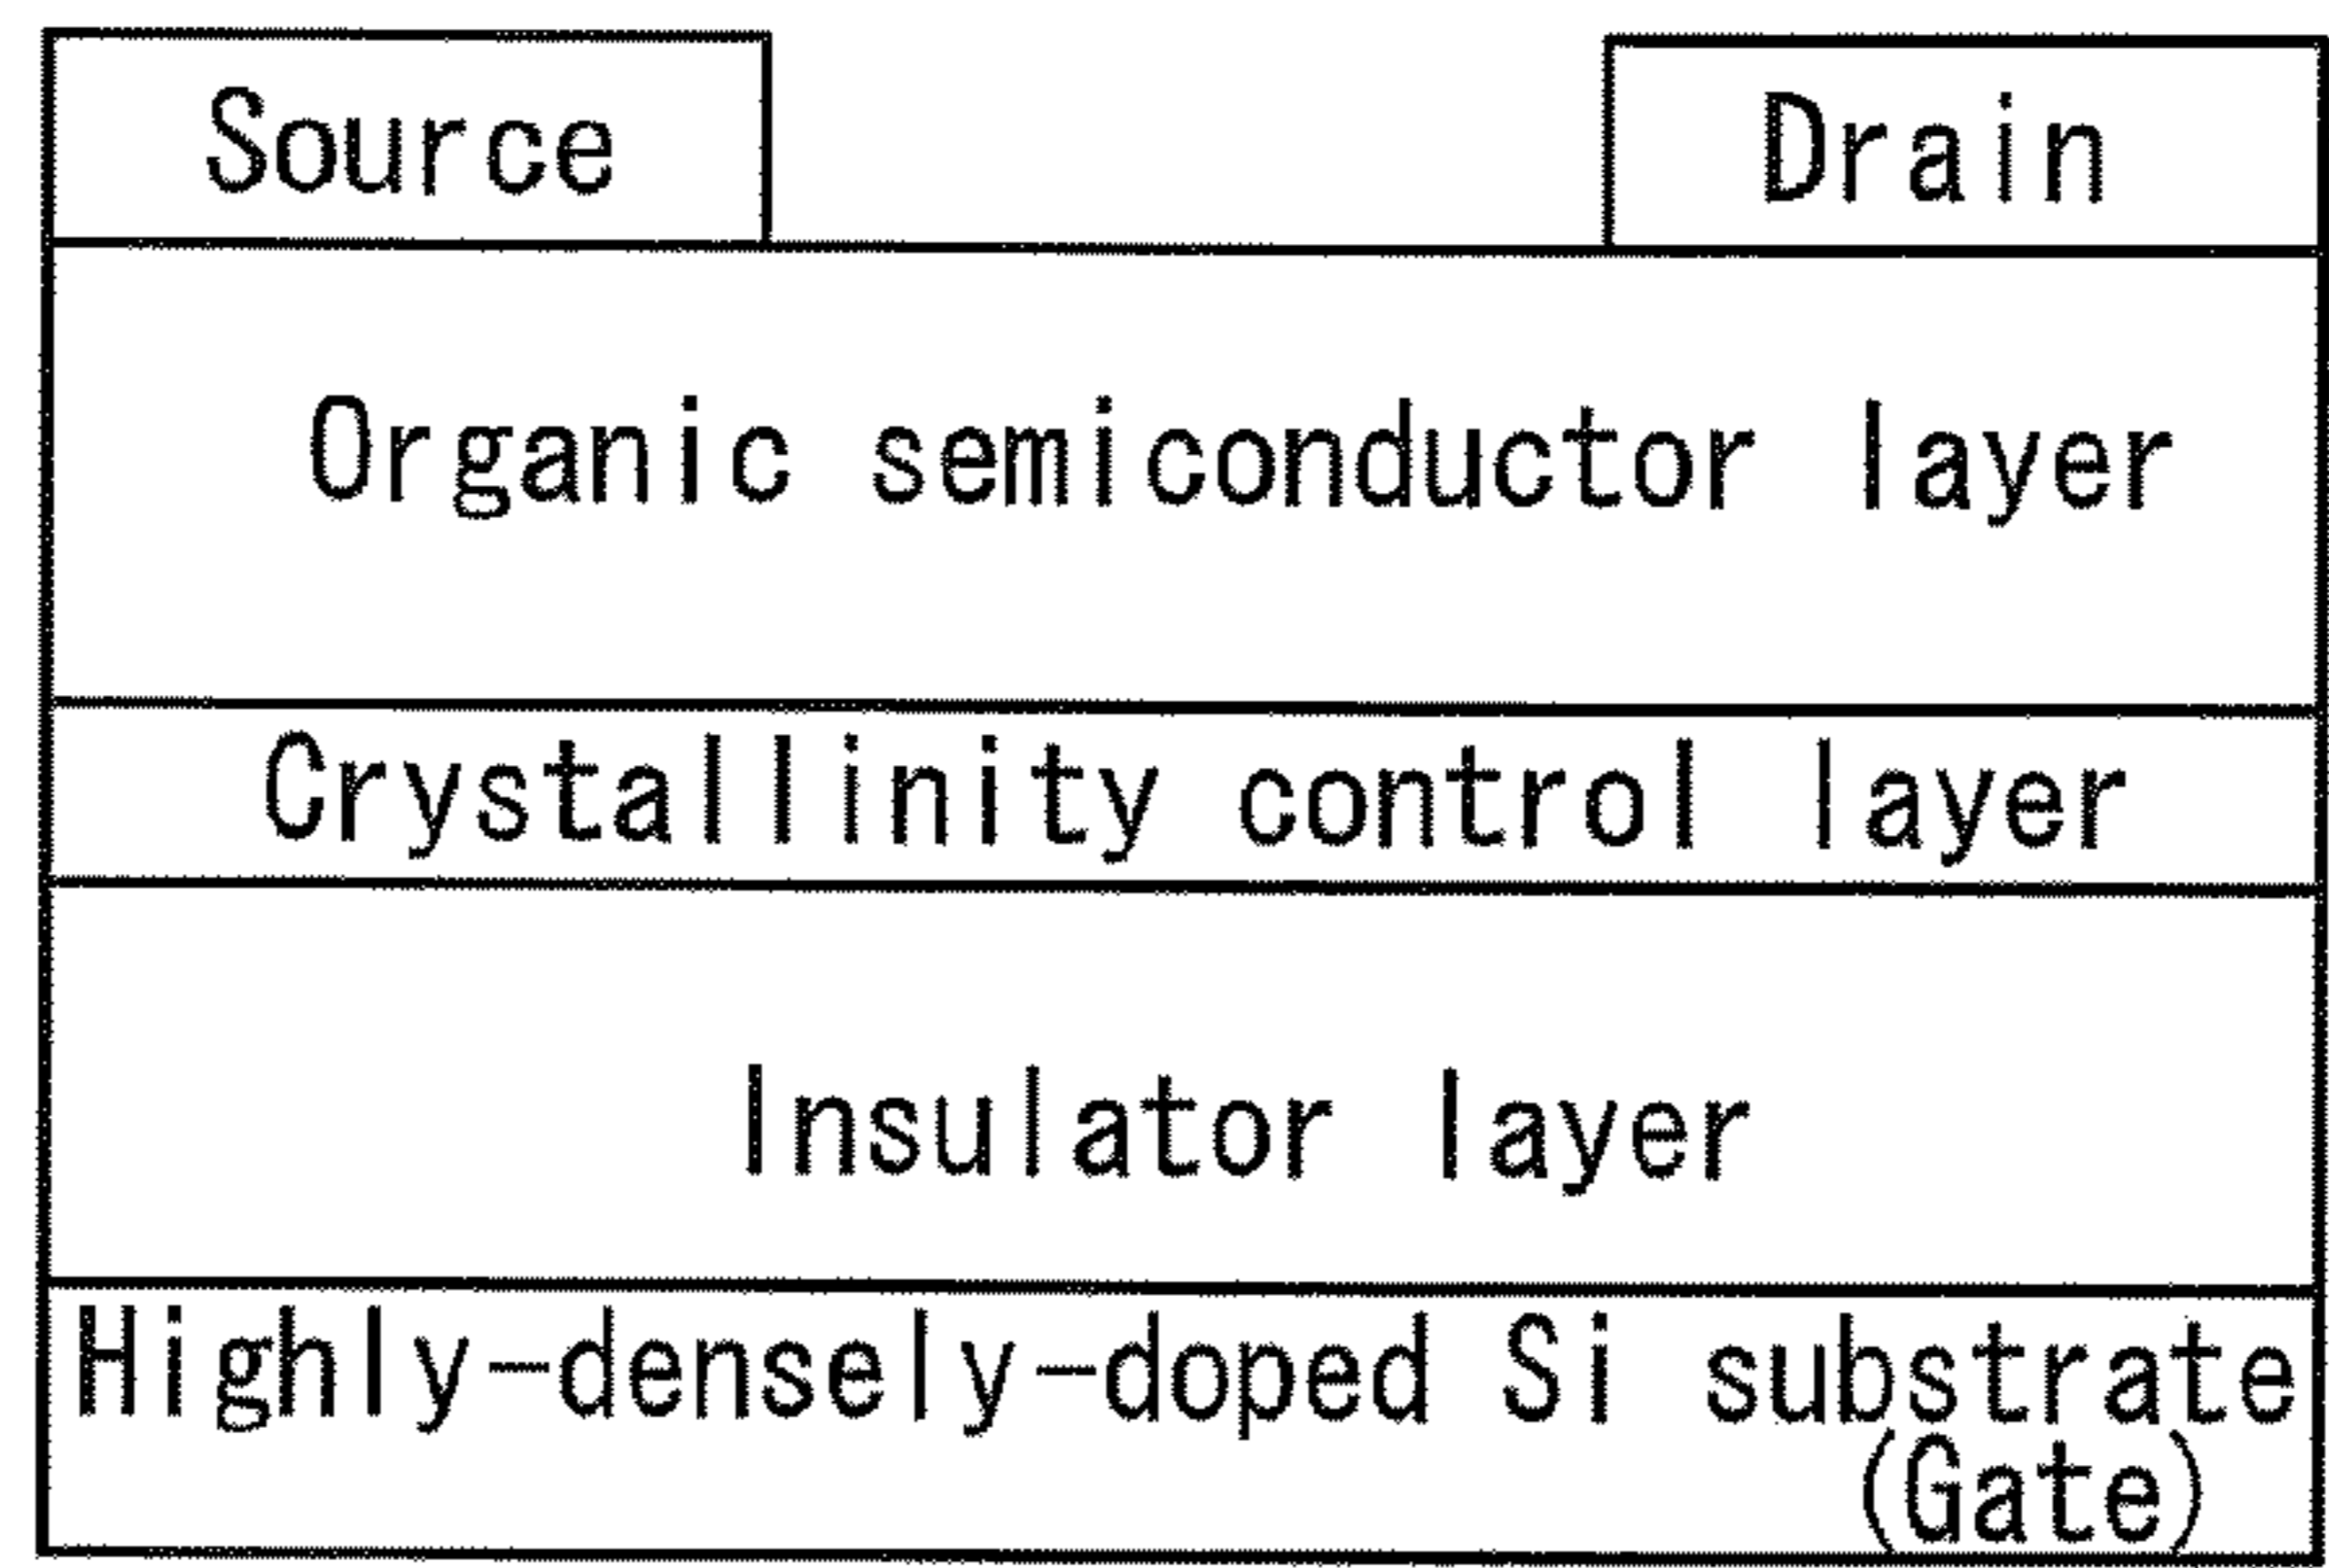 Source
Drain
Organic semiconductor layer
Crystallinity control layer
Insulator layer
Highly-densely-doped Si substrate
(Gate)